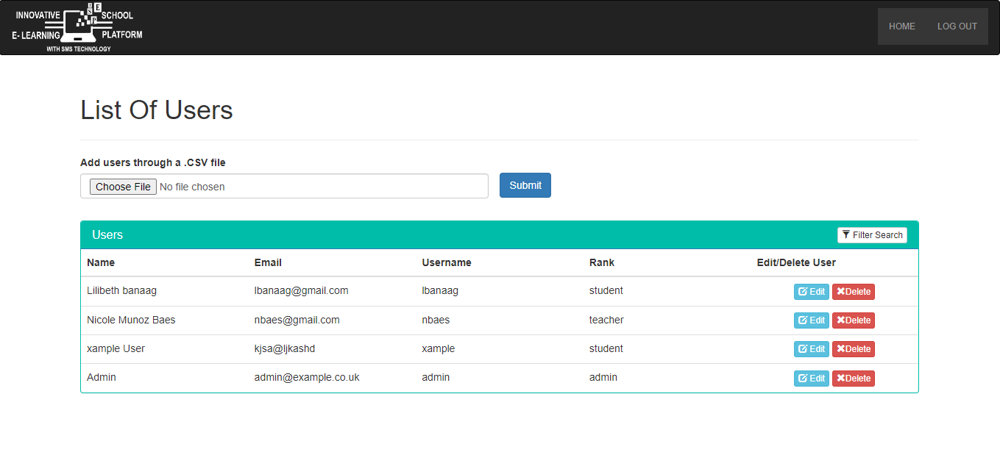 INNOVATIVE ISEP SCHOOL
E- LEARNING PLATFORM
WITH SMS TECHNOLOGY
HOME LOG OUT
List Of Users
Add users through a .CSV file
Choose File No file chosen Submit
Users Filter Search
Name Email Username Rank Edit/Delete User
Lilibeth banaag lbanaag@gmail.com lbanaag student Edit Delete
Nicole Munoz Baes nbaes@gmail.com nbaes teacher Edit Delete
xample User kjsa@ljkashd xample student Edit Delete
Admin admin@example.co.uk admin admin Edit Delete